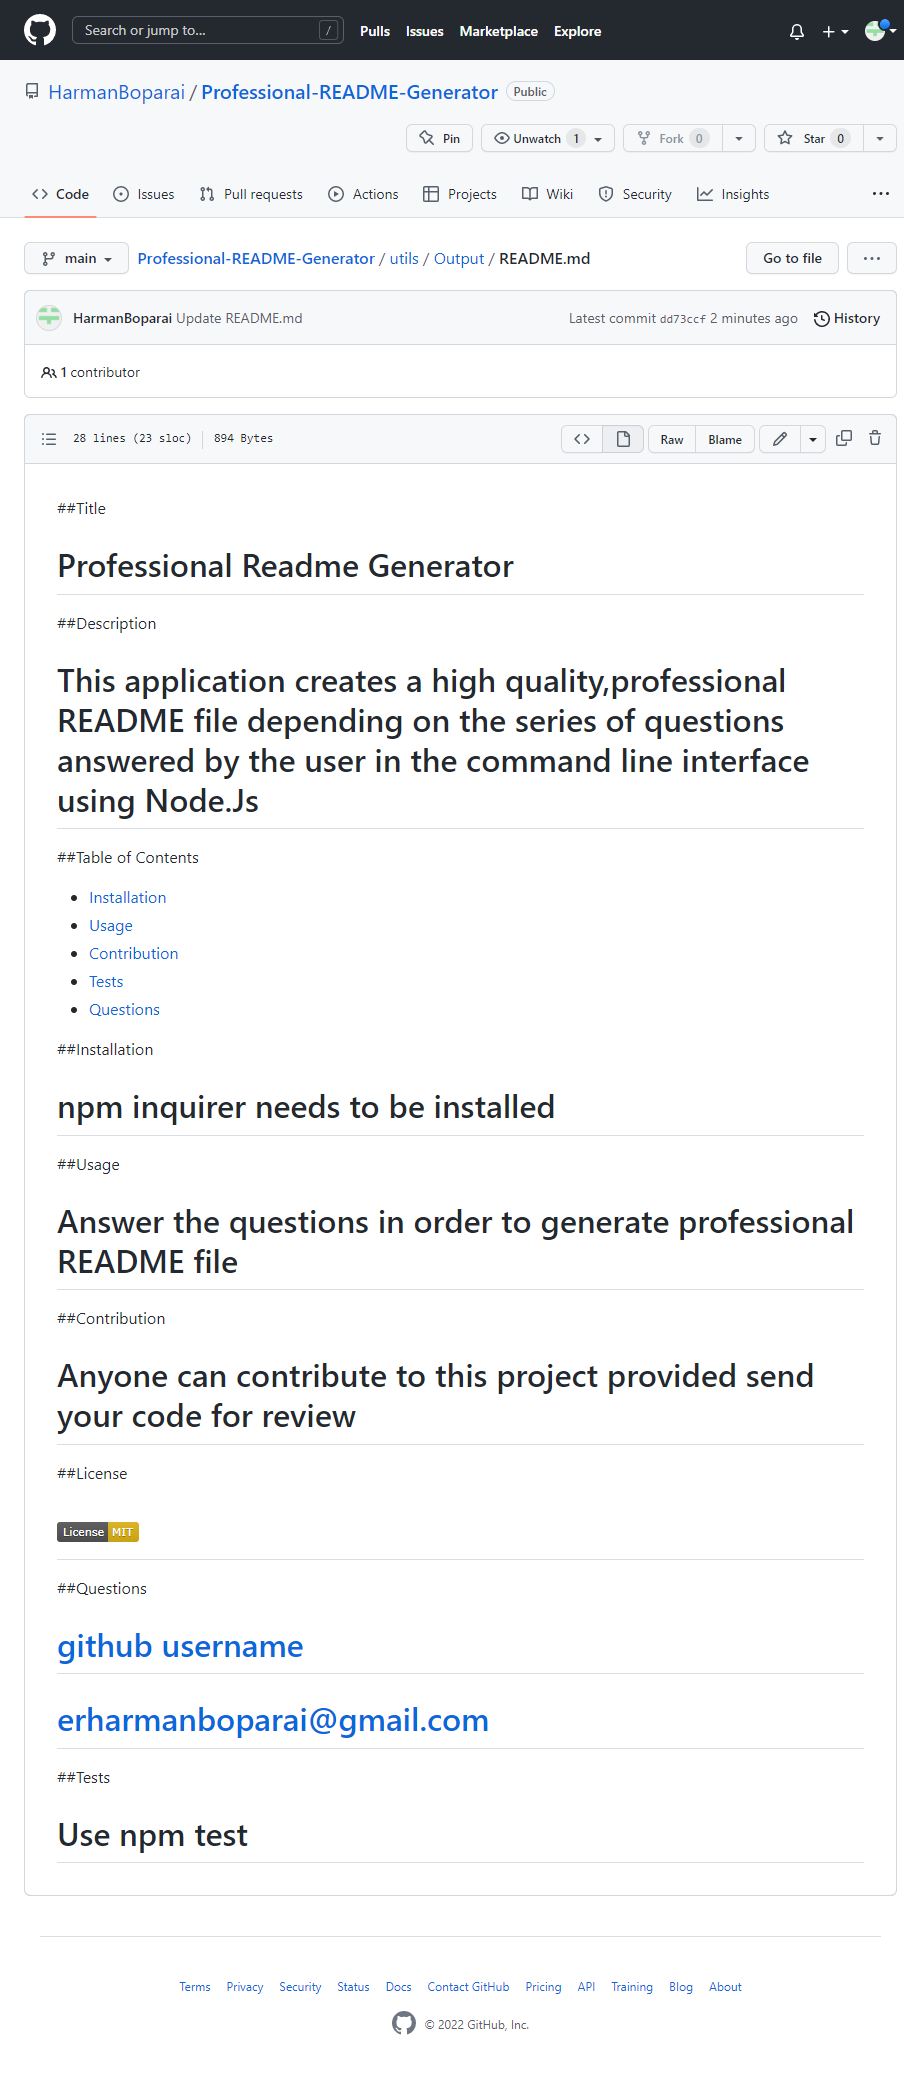 Search or jump to... /
Pulls Issues Marketplace Explore
HarmanBoparai / Professional-README-Generator Public
Pin Unwatch 1 Fork 0 Star 0
Code Issues Pull requests Actions Projects Wiki Security Insights ...
main Professional-README-Generator / utils / Output / README.md Go to file ...
HarmanBoparai Update README.md Latest commit dd73ccf 2 minutes ago History
1 contributor
28 lines (23 sloc) 894 Bytes Raw Blame
##Title
Professional Readme Generator
##Description
This application creates a high quality,professional
README file depending on the series of questions
answered by the user in the command line interface
using Node.Js
##Table of Contents
• Installation
• Usage
• Contribution
• Tests
• Questions
##Installation
npm inquirer needs to be installed
##Usage
Answer the questions in order to generate professional
README file
##Contribution
Anyone can contribute to this project provided send
your code for review
##License
License MIT
##Questions
github username
erharmanboparai@gmail.com
##Tests
Use npm test
Terms Privacy Security Status Docs Contact GitHub Pricing API Training Blog About
© 2022 GitHub, Inc.